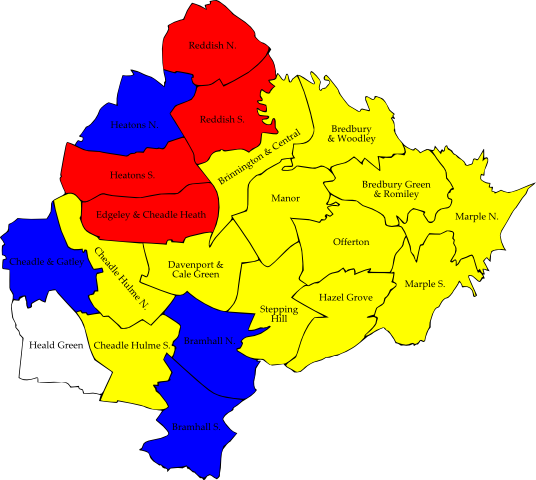 Reddish N.
Reddish S.
Heatons N.
Brinnington & Central
Bredbury
& Woodley
Heatons S.
Manor
Bredbury Green
& Romiley
Edgeley & Cheadle Heath
Marple N.
Offerton
Cheadle & Gatley
Cheadle Hulme N.
Davenport &
Cale Green
Marple S.
Hazel Grove
Stepping
Hill
Heald Green
Cheadle Hulme S.
Bramhall N.
Bramhall S.